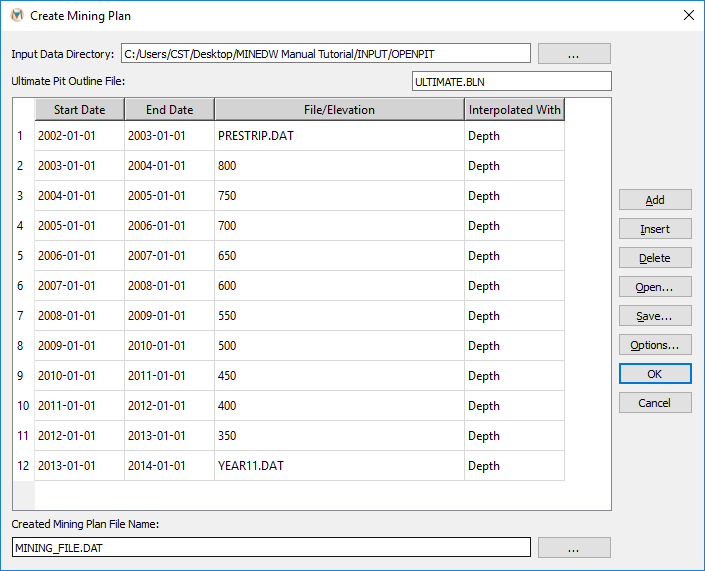 Create Mining Plan
Input Data Directory: C:/Users/CST/Desktop/MINEDW Manual Tutorial/INPUT/OPENPIT ...
Ultimate Pit Outline File: ULTIMATE.BLN
Start Date End Date File/Elevation Interpolated With
1 2002-01-01 2003-01-01 PRESTRIP.DAT Depth
2 2003-01-01 2004-01-01 800 Depth
3 2004-01-01 2005-01-01 750 Depth
4 2005-01-01 2006-01-01 700 Depth
5 2006-01-01 2007-01-01 650 Depth
6 2007-01-01 2008-01-01 600 Depth
7 2008-01-01 2009-01-01 550 Depth
8 2009-01-01 2010-01-01 500 Depth
9 2010-01-01 2011-01-01 450 Depth
10 2011-01-01 2012-01-01 400 Depth
11 2012-01-01 2013-01-01 350 Depth
12 2013-01-01 2014-01-01 YEAR11.DAT Depth
Add
Insert
Delete
Open...
Save...
Options...
OK
Cancel
Created Mining Plan File Name:
MINING_FILE.DAT ...